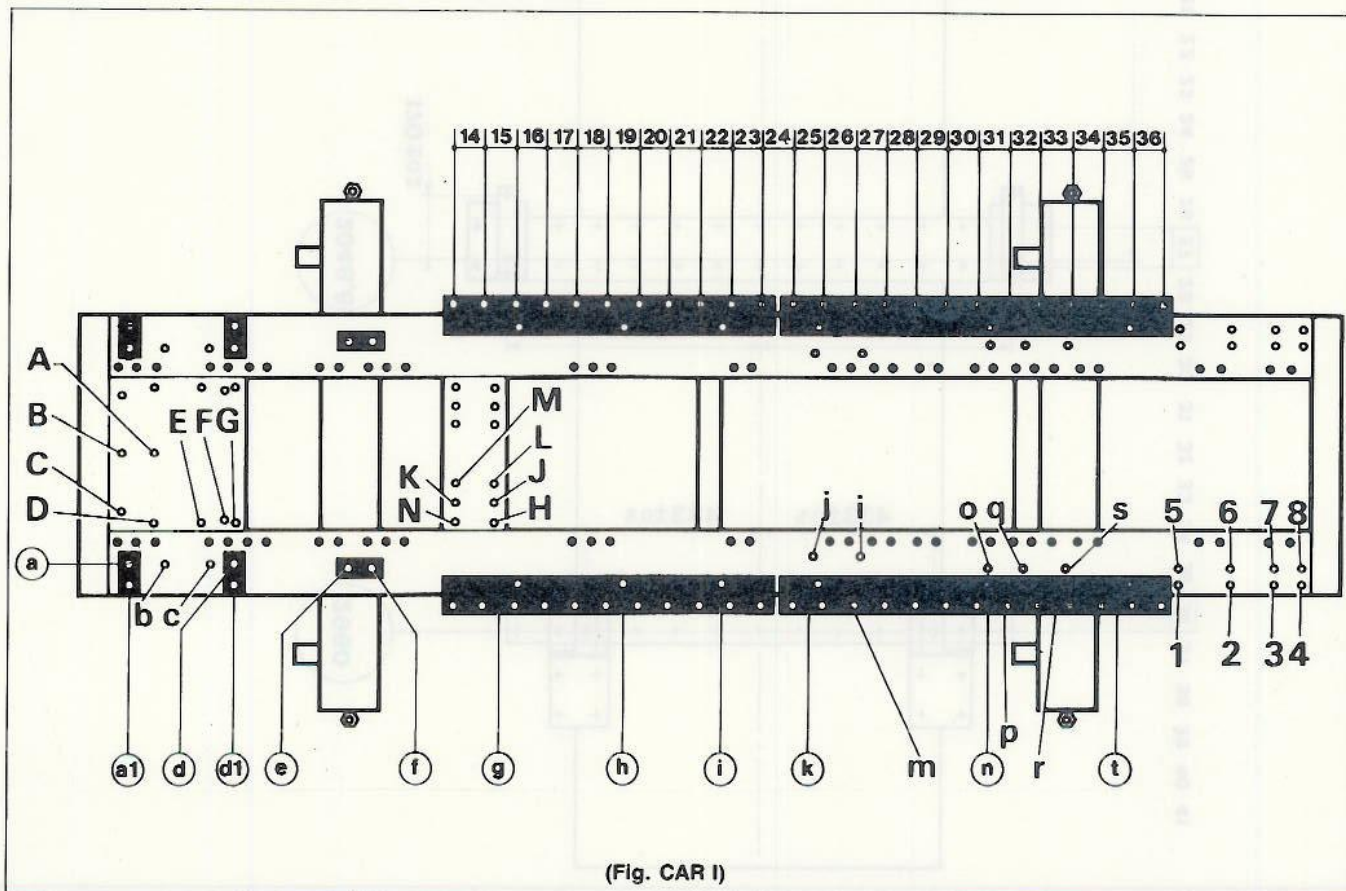 14 15 16 17 18 19 20 21 22 23 24 25 26 27 28 29 30 31 32 33 34 35 36
A
M
B
E F G
L
K
J
C
j i
o q
s
5 6 7 8
D
N
H
a
b c
1 2 3 4
p
a1 d d1 e f g h i k m n r t
(Fig. CAR I)